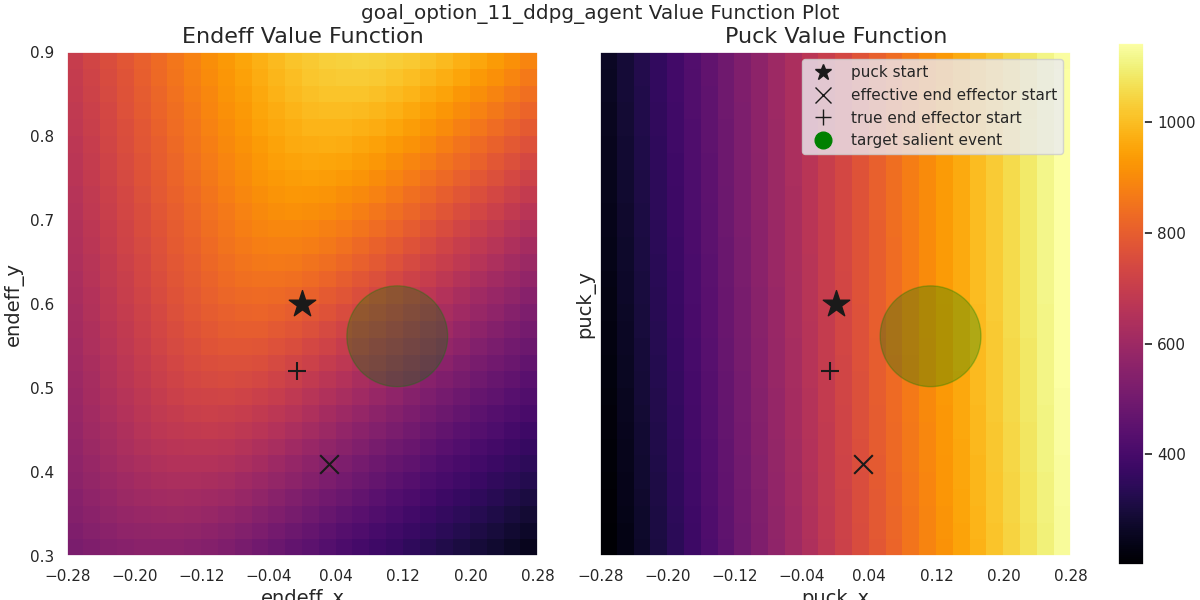 goal_option_11_ddpg_agent Value Function Plot
Endeff Value Function
Puck Value Function
puck start
effective end effector start
true end effector start
target salient event
endeff_y
0.9
0.8
0.7
0.6
0.5
0.4
0.3
−0.28 −0.20 −0.12 −0.04 0.04 0.12 0.20 0.28
endeff_x
puck_y
−0.28 −0.20 −0.12 −0.04 0.04 0.12 0.20 0.28
puck_x
1000
800
600
400